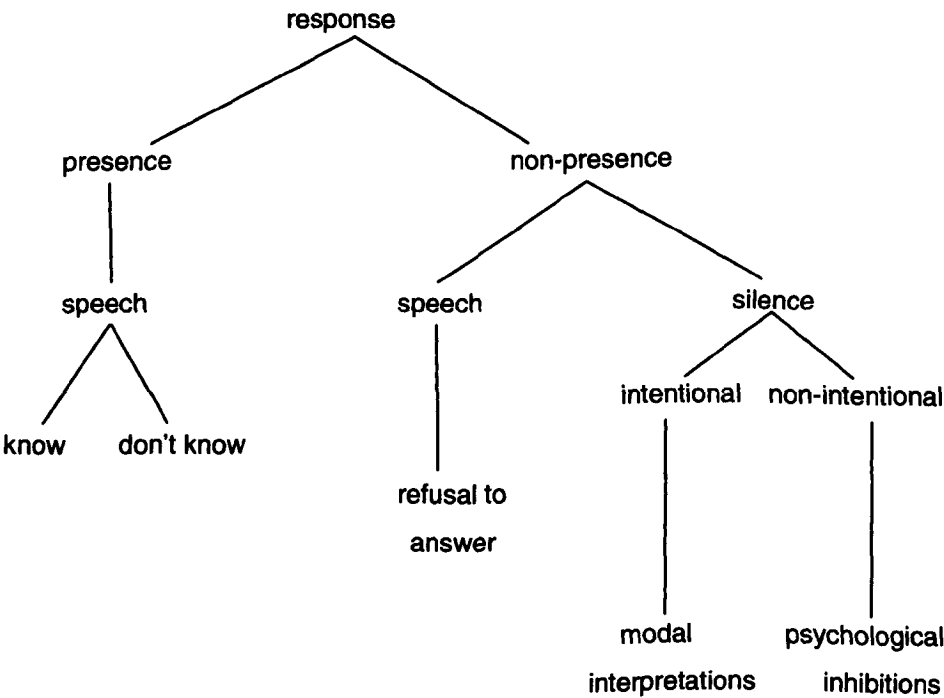 response
presence
non-presence
speech
speech
silence
intentional
non-intentional
know
don't know
refusal to
answer
modal
interpretations
psychological
inhibitions